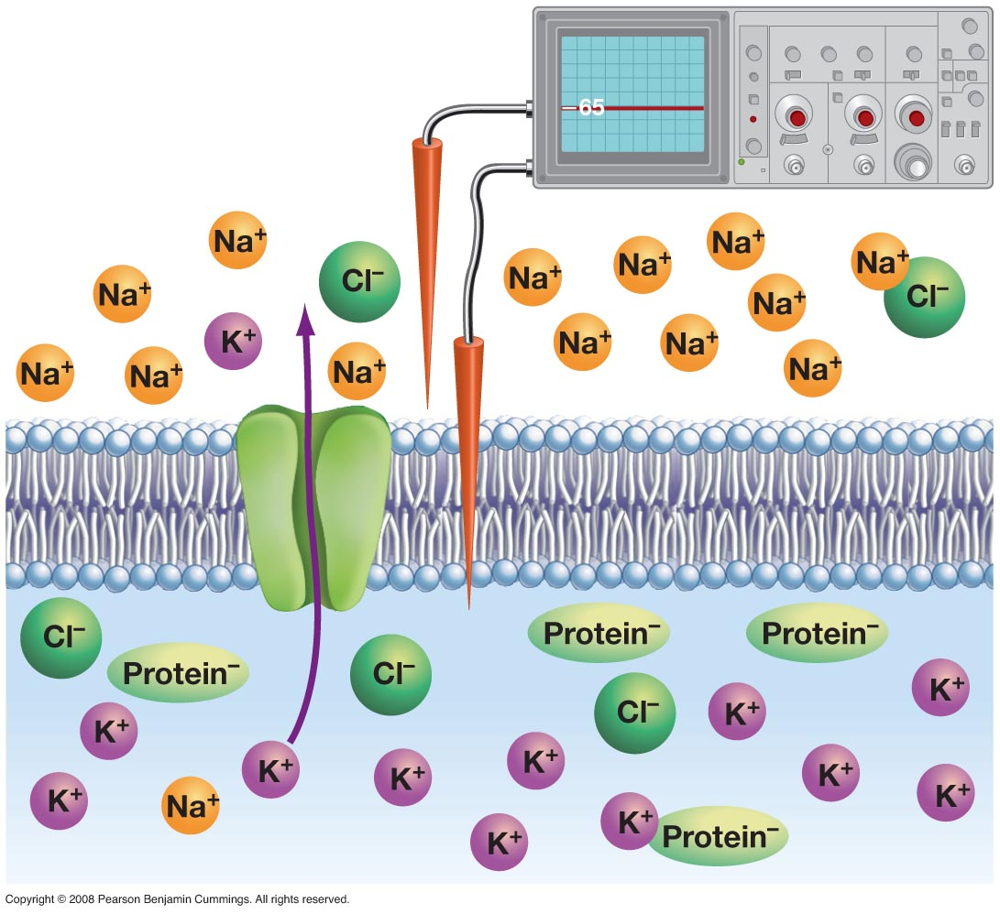 –65
Na⁺
Cl⁻
Na⁺
Na⁺
K⁺
Na⁺
Na⁺
Na⁺
Na⁺
Na⁺
Na⁺
Na⁺
Cl⁻
Na⁺
Na⁺
Na⁺
Na⁺
Cl⁻
Protein⁻
Cl⁻
Protein⁻
Protein⁻
Cl⁻
K⁺
K⁺
K⁺
K⁺
K⁺
K⁺
K⁺
K⁺
K⁺
Na⁺
K⁺
K⁺
Protein⁻
Copyright © 2008 Pearson Benjamin Cummings. All rights reserved.